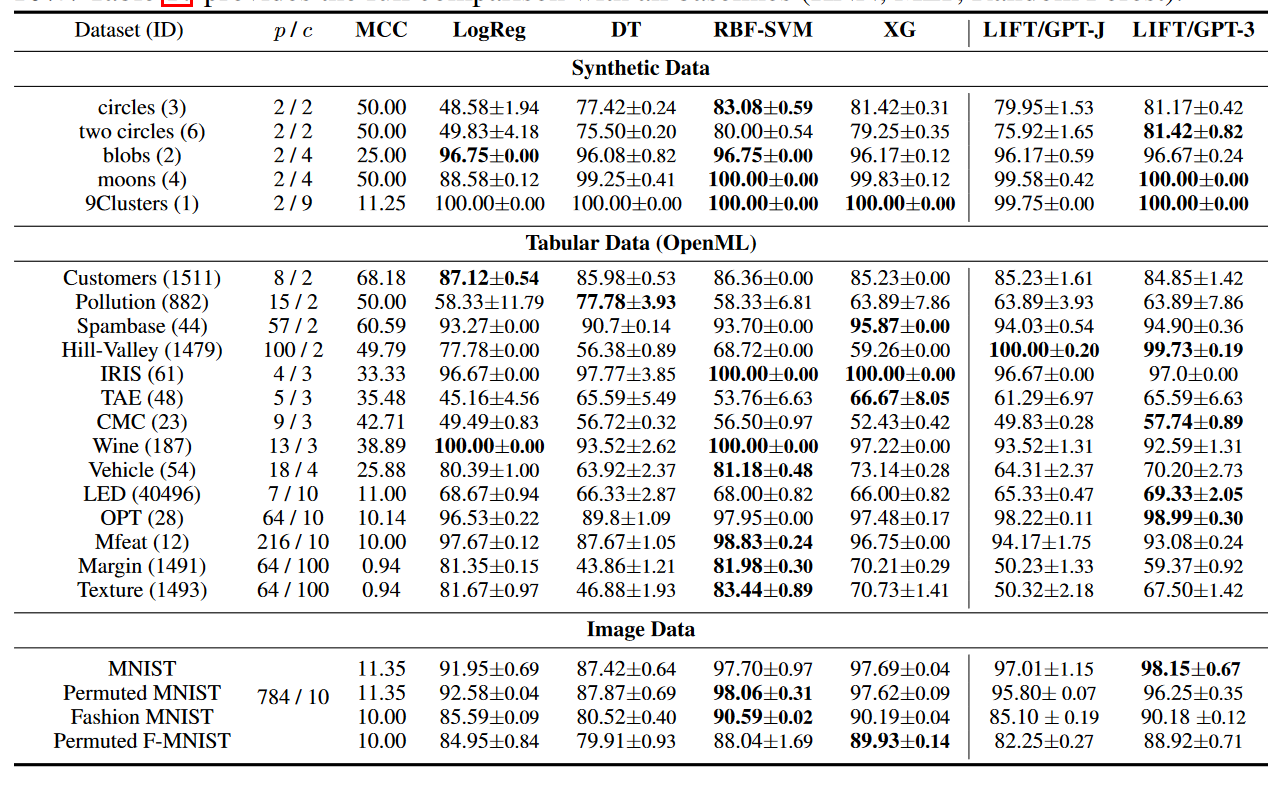 Dataset (ID) p / c MCC LogReg DT RBF-SVM XG LIFT/GPT-J LIFT/GPT-3
Synthetic Data
circles (3) 2 / 2 50.00 48.58±1.94 77.42±0.24 83.08±0.59 81.42±0.31 79.95±1.53 81.17±0.42
two circles (6) 2 / 2 50.00 49.83±4.18 75.50±0.20 80.00±0.54 79.25±0.35 75.92±1.65 81.42±0.82
blobs (2) 2 / 4 25.00 96.75±0.00 96.08±0.82 96.75±0.00 96.17±0.12 96.17±0.59 96.67±0.24
moons (4) 2 / 4 50.00 88.58±0.12 99.25±0.41 100.00±0.00 99.83±0.12 99.58±0.42 100.00±0.00
9Clusters (1) 2 / 9 11.25 100.00±0.00 100.00±0.00 100.00±0.00 100.00±0.00 99.75±0.00 100.00±0.00
Tabular Data (OpenML)
Customers (1511) 8 / 2 68.18 87.12±0.54 85.98±0.53 86.36±0.00 85.23±0.00 85.23±1.61 84.85±1.42
Pollution (882) 15 / 2 50.00 58.33±11.79 77.78±3.93 58.33±6.81 63.89±7.86 63.89±3.93 63.89±7.86
Spambase (44) 57 / 2 60.59 93.27±0.00 90.7±0.14 93.70±0.00 95.87±0.00 94.03±0.54 94.90±0.36
Hill-Valley (1479) 100 / 2 49.79 77.78±0.00 56.38±0.89 68.72±0.00 59.26±0.00 100.00±0.20 99.73±0.19
IRIS (61) 4 / 3 33.33 96.67±0.00 97.77±3.85 100.00±0.00 100.00±0.00 96.67±0.00 97.0±0.00
TAE (48) 5 / 3 35.48 45.16±4.56 65.59±5.49 53.76±6.63 66.67±8.05 61.29±6.97 65.59±6.63
CMC (23) 9 / 3 42.71 49.49±0.83 56.72±0.32 56.50±0.97 52.43±0.42 49.83±0.28 57.74±0.89
Wine (187) 13 / 3 38.89 100.00±0.00 93.52±2.62 100.00±0.00 97.22±0.00 93.52±1.31 92.59±1.31
Vehicle (54) 18 / 4 25.88 80.39±1.00 63.92±2.37 81.18±0.48 73.14±0.28 64.31±2.37 70.20±2.73
LED (40496) 7 / 10 11.00 68.67±0.94 66.33±2.87 68.00±0.82 66.00±0.82 65.33±0.47 69.33±2.05
OPT (28) 64 / 10 10.14 96.53±0.22 89.8±1.09 97.95±0.00 97.48±0.17 98.22±0.11 98.99±0.30
Mfeat (12) 216 / 10 10.00 97.67±0.12 87.67±1.05 98.83±0.24 96.75±0.00 94.17±1.75 93.08±0.24
Margin (1491) 64 / 100 0.94 81.35±0.15 43.86±1.21 81.98±0.30 70.21±0.29 50.23±1.33 59.37±0.92
Texture (1493) 64 / 100 0.94 81.67±0.97 46.88±1.93 83.44±0.89 70.73±1.41 50.32±2.18 67.50±1.42
Image Data
MNIST 11.35 91.95±0.69 87.42±0.64 97.70±0.97 97.69±0.04 97.01±1.15 98.15±0.67
Permuted MNIST 784 / 10 11.35 92.58±0.04 87.87±0.69 98.06±0.31 97.62±0.09 95.80± 0.07 96.25±0.35
Fashion MNIST 10.00 85.59±0.09 80.52±0.40 90.59±0.02 90.19±0.04 85.10 ± 0.19 90.18 ±0.12
Permuted F-MNIST 10.00 84.95±0.84 79.91±0.93 88.04±1.69 89.93±0.14 82.25±0.27 88.92±0.71